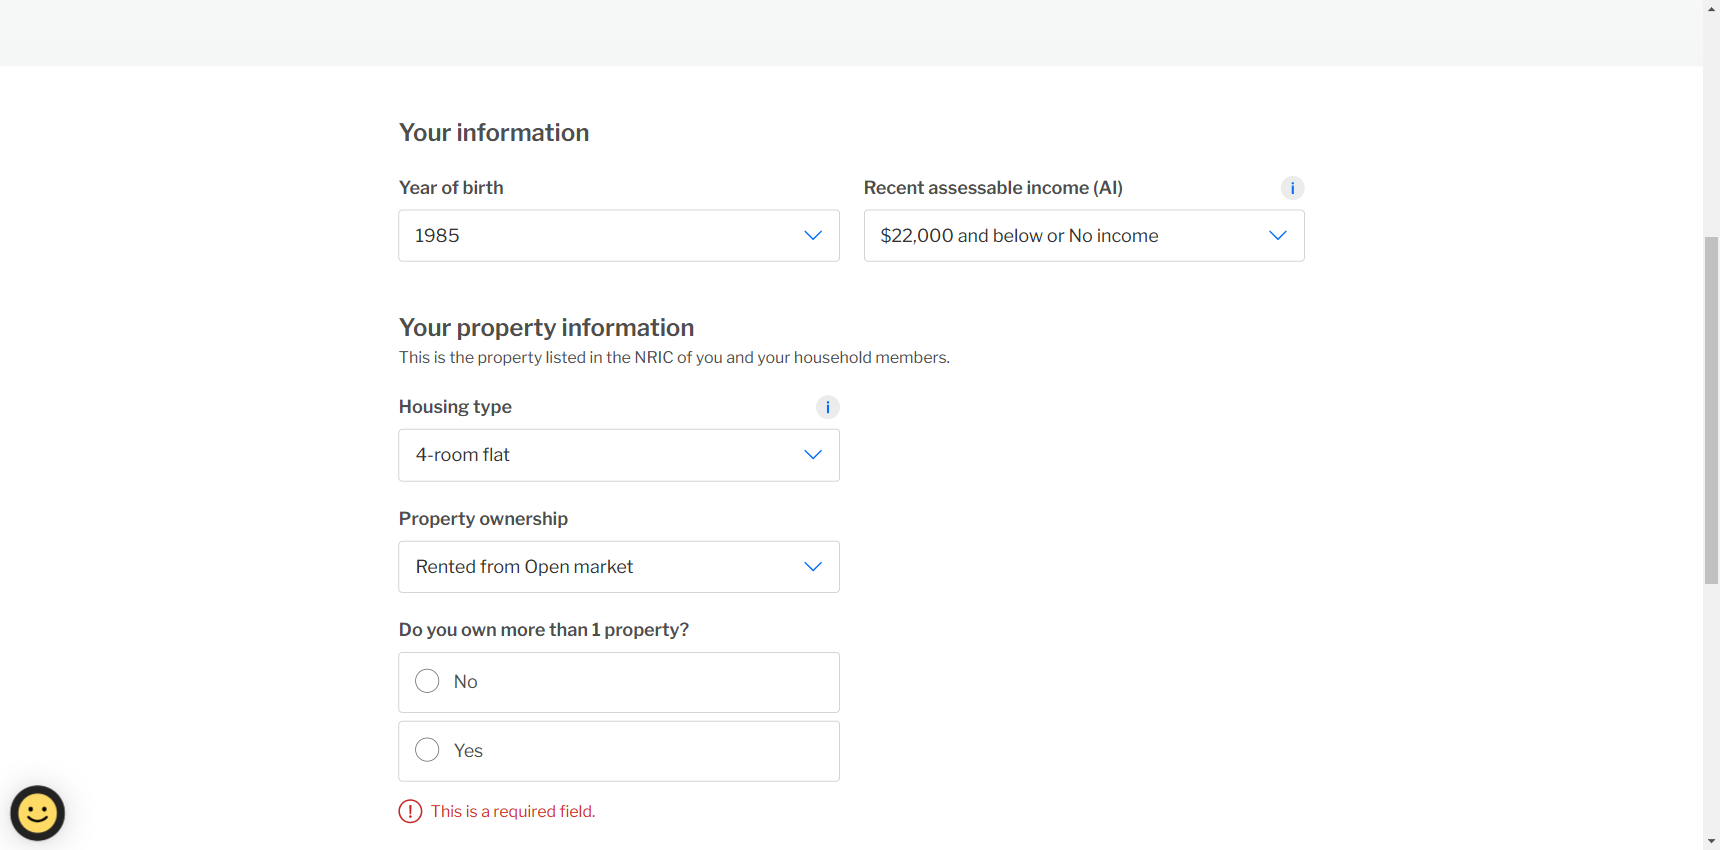 Your information
Year of birth
Recent assessable income (AI)
i
1985
$22,000 and below or No income
Your property information
This is the property listed in the NRIC of you and your household members.
Housing type
i
4-room flat
Property ownership
Rented from Open market
Do you own more than 1 property?
No
Yes
! This is a required field.